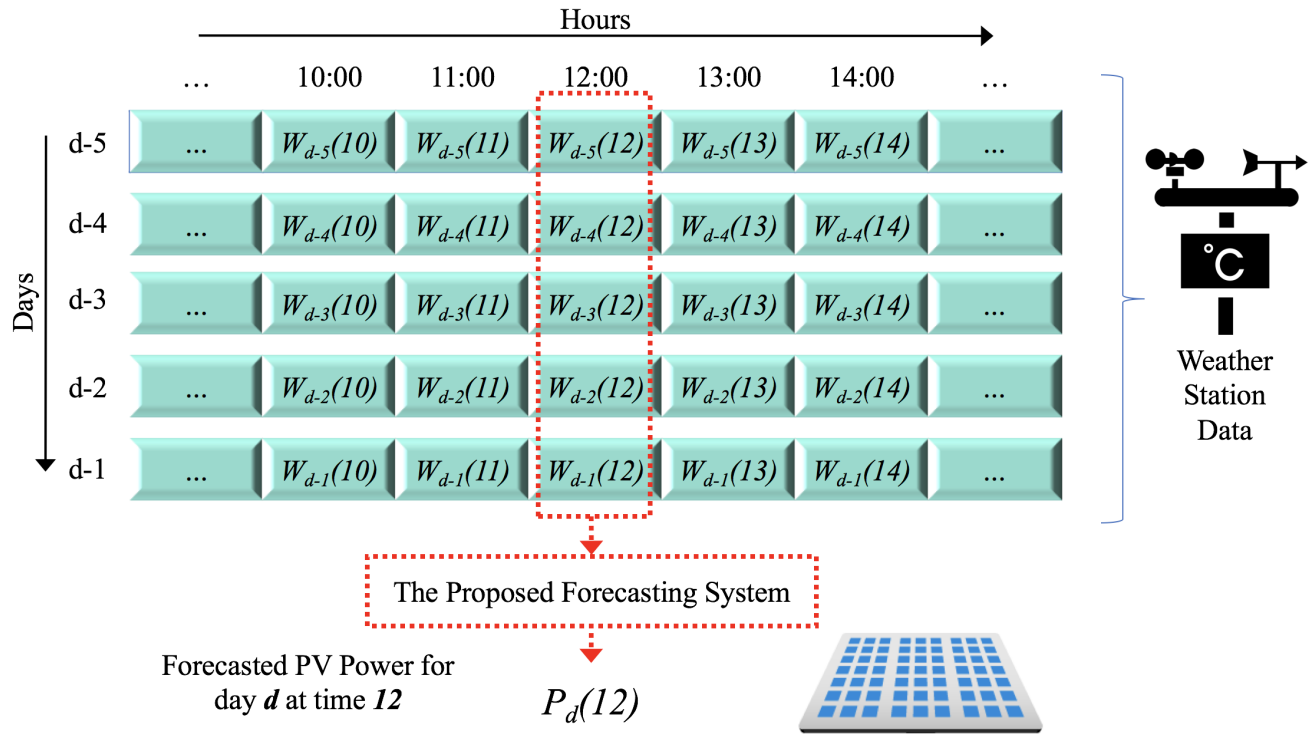 Hours
… 10:00 11:00 12:00 13:00 14:00 …
d-5 ... W_{d-5}(10) W_{d-5}(11) W_{d-5}(12) W_{d-5}(13) W_{d-5}(14) ...
d-4 ... W_{d-4}(10) W_{d-4}(11) W_{d-4}(12) W_{d-4}(13) W_{d-4}(14) ...
d-3 ... W_{d-3}(10) W_{d-3}(11) W_{d-3}(12) W_{d-3}(13) W_{d-3}(14) ...
d-2 ... W_{d-2}(10) W_{d-2}(11) W_{d-2}(12) W_{d-2}(13) W_{d-2}(14) ...
d-1 ... W_{d-1}(10) W_{d-1}(11) W_{d-1}(12) W_{d-1}(13) W_{d-1}(14) ...
Days
°C
Weather
Station
Data
The Proposed Forecasting System
Forecasted PV Power for
day d at time 12
P_d(12)